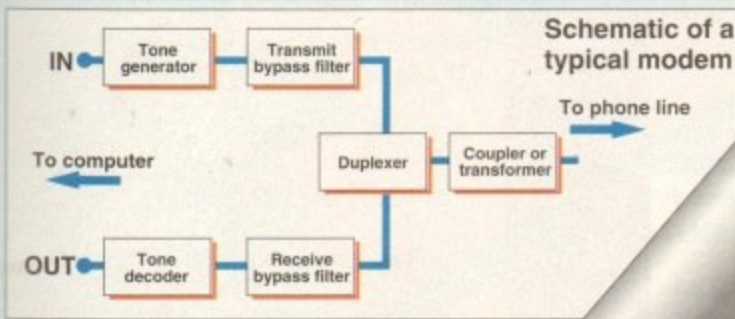 Schematic of a
typical modem
IN
Tone
generator
Transmit
bypass filter
To phone line
To computer
Duplexer
Coupler or
transformer
OUT
Tone
decoder
Receive
bypass filter